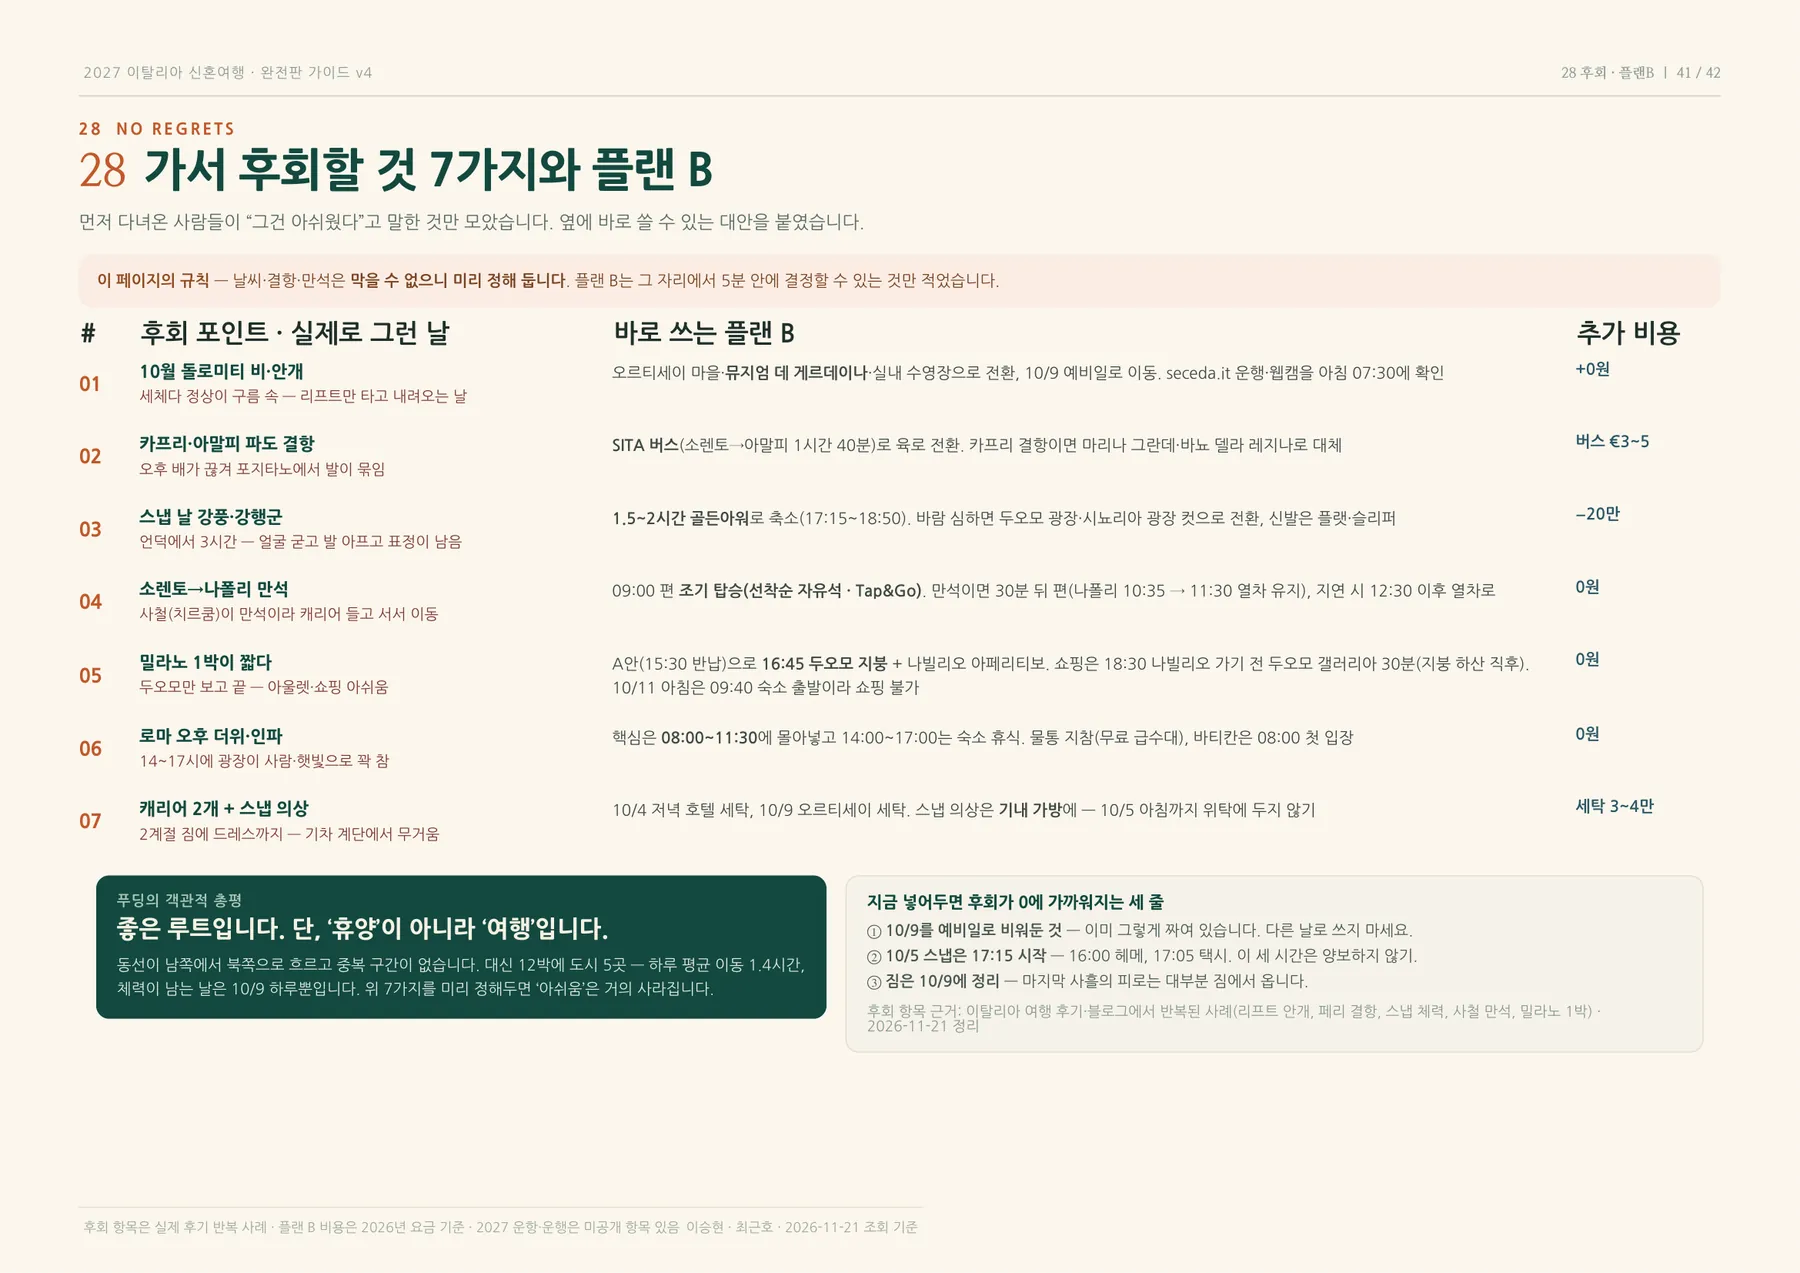 2027 이탈리아 신혼여행 · 완전판 가이드 v4
28 후회 · 플랜B | 41 / 42
28 NO REGRETS
28 가서 후회할 것 7가지와 플랜 B
먼저 다녀온 사람들이 “그건 아쉬웠다”고 말한 것만 모았습니다. 옆에 바로 쓸 수 있는 대안을 붙였습니다.
이 페이지의 규칙 — 날씨·결항·만석은 막을 수 없으니 미리 정해 둡니다. 플랜 B는 그 자리에서 5분 안에 결정할 수 있는 것만 적었습니다.
# 후회 포인트 · 실제로 그런 날 바로 쓰는 플랜 B 추가 비용
01
10월 돌로미티 비·안개
세체다 정상이 구름 속 — 리프트만 타고 내려오는 날
오르티세이 마을·뮤지엄 데 게르데이나·실내 수영장으로 전환, 10/9 예비일로 이동. seceda.it 운행·웹캠을 아침 07:30에 확인
+0원
02
카프리·아말피 파도 결항
오후 배가 끊겨 포지타노에서 발이 묶임
SITA 버스(소렌토→아말피 1시간 40분)로 육로 전환. 카프리 결항이면 마리나 그란데·바뇨 델라 레지나로 대체
버스 €3~5
03
스냅 날 강풍·강행군
언덕에서 3시간 — 얼굴 굳고 발 아프고 표정이 남음
1.5~2시간 골든아워로 축소(17:15~18:50). 바람 심하면 두오모 광장·시뇨리아 광장 컷으로 전환, 신발은 플랫·슬리퍼
−20만
04
소렌토→나폴리 만석
사철(치르쿰)이 만석이라 캐리어 들고 서서 이동
09:00 편 조기 탑승(선착순 자유석 · Tap&Go). 만석이면 30분 뒤 편(나폴리 10:35 → 11:30 열차 유지), 지연 시 12:30 이후 열차로
0원
05
밀라노 1박이 짧다
두오모만 보고 끝 — 아울렛·쇼핑 아쉬움
A안(15:30 반납)으로 16:45 두오모 지붕 + 나빌리오 아페리티보. 쇼핑은 18:30 나빌리오 가기 전 두오모 갤러리아 30분(지붕 하산 직후).
10/11 아침은 09:40 숙소 출발이라 쇼핑 불가
0원
06
로마 오후 더위·인파
14~17시에 광장이 사람·햇빛으로 꽉 참
핵심은 08:00~11:30에 몰아넣고 14:00~17:00는 숙소 휴식. 물통 지참(무료 급수대), 바티칸은 08:00 첫 입장
0원
07
캐리어 2개 + 스냅 의상
2계절 짐에 드레스까지 — 기차 계단에서 무거움
10/4 저녁 호텔 세탁, 10/9 오르티세이 세탁. 스냅 의상은 기내 가방에 — 10/5 아침까지 위탁에 두지 않기
세탁 3~4만
푸딩의 객관적 총평
좋은 루트입니다. 단, ‘휴양’이 아니라 ‘여행’입니다.
동선이 남쪽에서 북쪽으로 흐르고 중복 구간이 없습니다. 대신 12박에 도시 5곳 — 하루 평균 이동 1.4시간,
체력이 남는 날은 10/9 하루뿐입니다. 위 7가지를 미리 정해두면 ‘아쉬움’은 거의 사라집니다.
지금 넣어두면 후회가 0에 가까워지는 세 줄
① 10/9를 예비일로 비워둔 것 — 이미 그렇게 짜여 있습니다. 다른 날로 쓰지 마세요.
② 10/5 스냅은 17:15 시작 — 16:00 헤메, 17:05 택시. 이 세 시간은 양보하지 않기.
③ 짐은 10/9에 정리 — 마지막 사흘의 피로는 대부분 짐에서 옵니다.
후회 항목 근거: 이탈리아 여행 후기·블로그에서 반복된 사례(리프트 안개, 페리 결항, 스냅 체력, 사철 만석, 밀라노 1박) ·
2026-11-21 정리
후회 항목은 실제 후기 반복 사례 · 플랜 B 비용은 2026년 요금 기준 · 2027 운항·운행은 미공개 항목 있음 이승현 · 최근호 · 2026-11-21 조회 기준